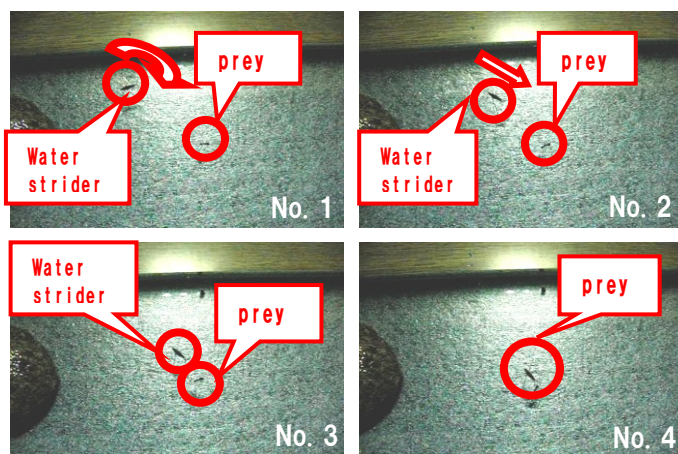 prey
Water
strider
No. 1
prey
Water
strider
No. 2
Water
strider
prey
No. 3
prey
No. 4